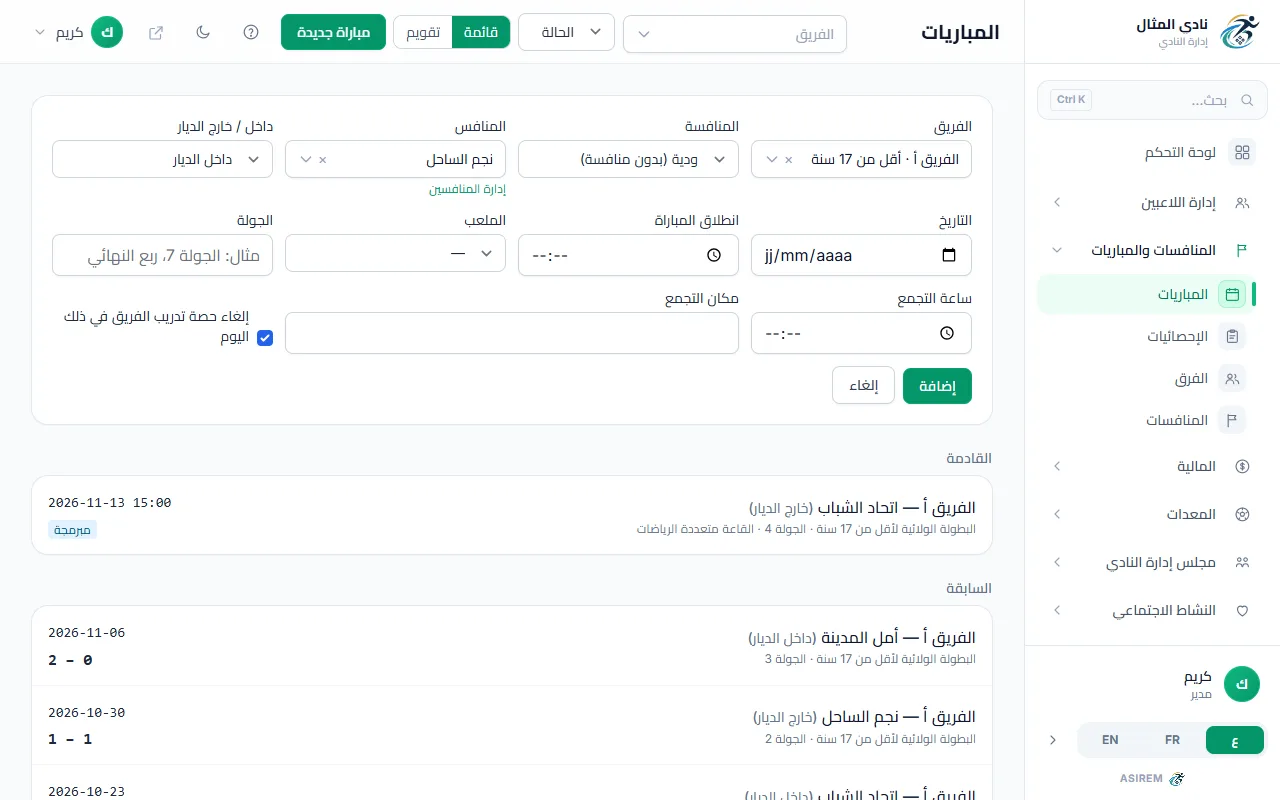 نادي المثال
إدارة النادي
بحث...
Ctrl K
لوحة التحكم
إدارة اللاعبين
المنافسات والمباريات
المباريات
الإحصائيات
الفرق
المنافسات
المالية
المعدات
مجلس إدارة النادي
النشاط الاجتماعي
ك
كريم
مدير
ع
FR
EN
ASIREM
المباريات
الفريق
الحالة
قائمة
تقويم
مباراة جديدة
ك
كريم
الفريق
المنافسة
المنافس
داخل / خارج الديار
الفريق أ · أقل من 17 سنة
ودية (بدون منافسة)
نجم الساحل
داخل الديار
إدارة المنافسين
التاريخ
انطلاق المباراة
الملعب
الجولة
jj/mm/aaaa
--:--
—
مثال: الجولة 7، ربع النهائي
ساعة التجمع
مكان التجمع
--:--
إلغاء حصة تدريب الفريق في ذلك
اليوم
إضافة
إلغاء
القادمة
الفريق أ — اتحاد الشباب (خارج الديار)
2026-11-13 15:00
البطولة الولائية لأقل من 17 سنة · الجولة 4 · القاعة متعددة الرياضات
مبرمجة
السابقة
الفريق أ — أمل المدينة (داخل الديار)
2026-11-06
البطولة الولائية لأقل من 17 سنة · الجولة 3
2 – 0
الفريق أ — نجم الساحل (خارج الديار)
2026-10-30
البطولة الولائية لأقل من 17 سنة · الجولة 2
1 – 1
الفريق أ — اتحاد الشباب (داخل الديار)
2026-10-23